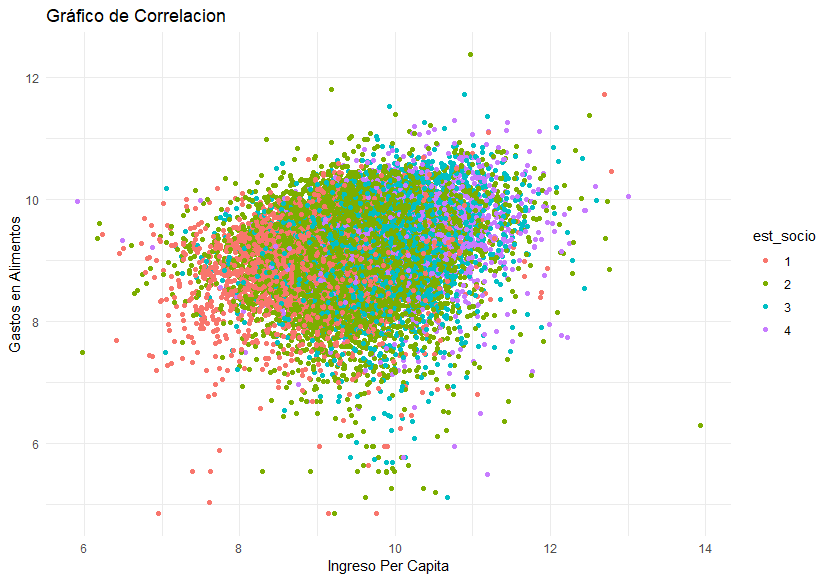 Gráfico de Correlacion
12
10
8
6
Gastos en Alimentos
6 8 10 12 14
Ingreso Per Capita
est_socio
1
2
3
4